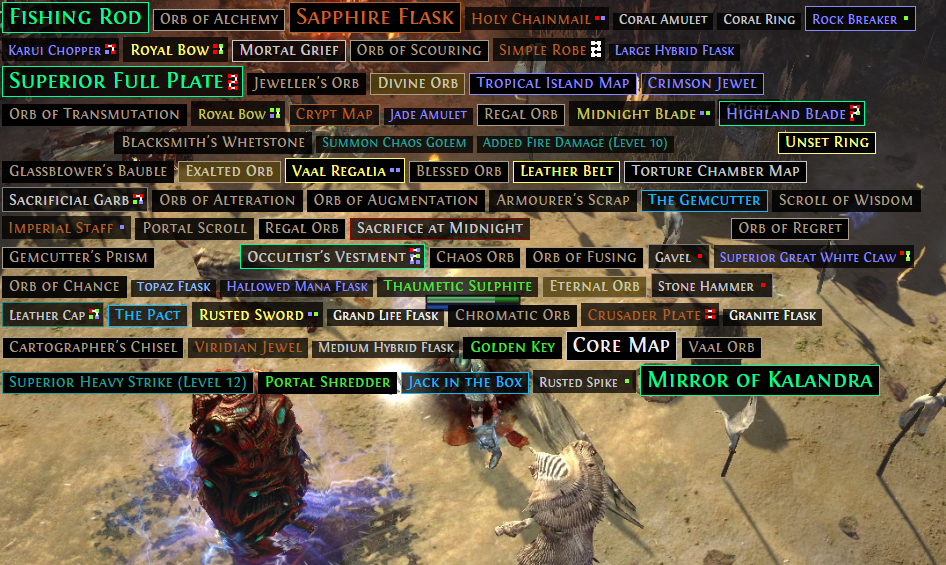 Fishing Rod Orb of Alchemy Sapphire Flask Holy Chainmail Coral Amulet Coral Ring Rock Breaker
Karui Chopper Royal Bow Mortal Grief Orb of Scouring Simple Robe Large Hybrid Flask
Superior Full Plate Jeweller's Orb Divine Orb Tropical Island Map Crimson Jewel
Orb of Transmutation Royal Bow Crypt Map Jade Amulet Regal Orb Midnight Blade Highland Blade
Blacksmith's Whetstone Summon Chaos Golem Added Fire Damage (Level 10) Unset Ring
Glassblower's Bauble Exalted Orb Vaal Regalia Blessed Orb Leather Belt Torture Chamber Map
Sacrificial Garb Orb of Alteration Orb of Augmentation Armourer's Scrap The Gemcutter Scroll of Wisdom
Imperial Staff Portal Scroll Regal Orb Sacrifice at Midnight Orb of Regret
Gemcutter's Prism Occultist's Vestment Chaos Orb Orb of Fusing Gavel Superior Great White Claw
Orb of Chance Topaz Flask Hallowed Mana Flask Thaumetic Sulphite Eternal Orb Stone Hammer
Leather Cap The Pact Rusted Sword Grand Life Flask Chromatic Orb Crusader Plate Granite Flask
Cartographer's Chisel Viridian Jewel Medium Hybrid Flask Golden Key Core Map Vaal Orb
Superior Heavy Strike (Level 12) Portal Shredder Jack in the Box Rusted Spike Mirror of Kalandra